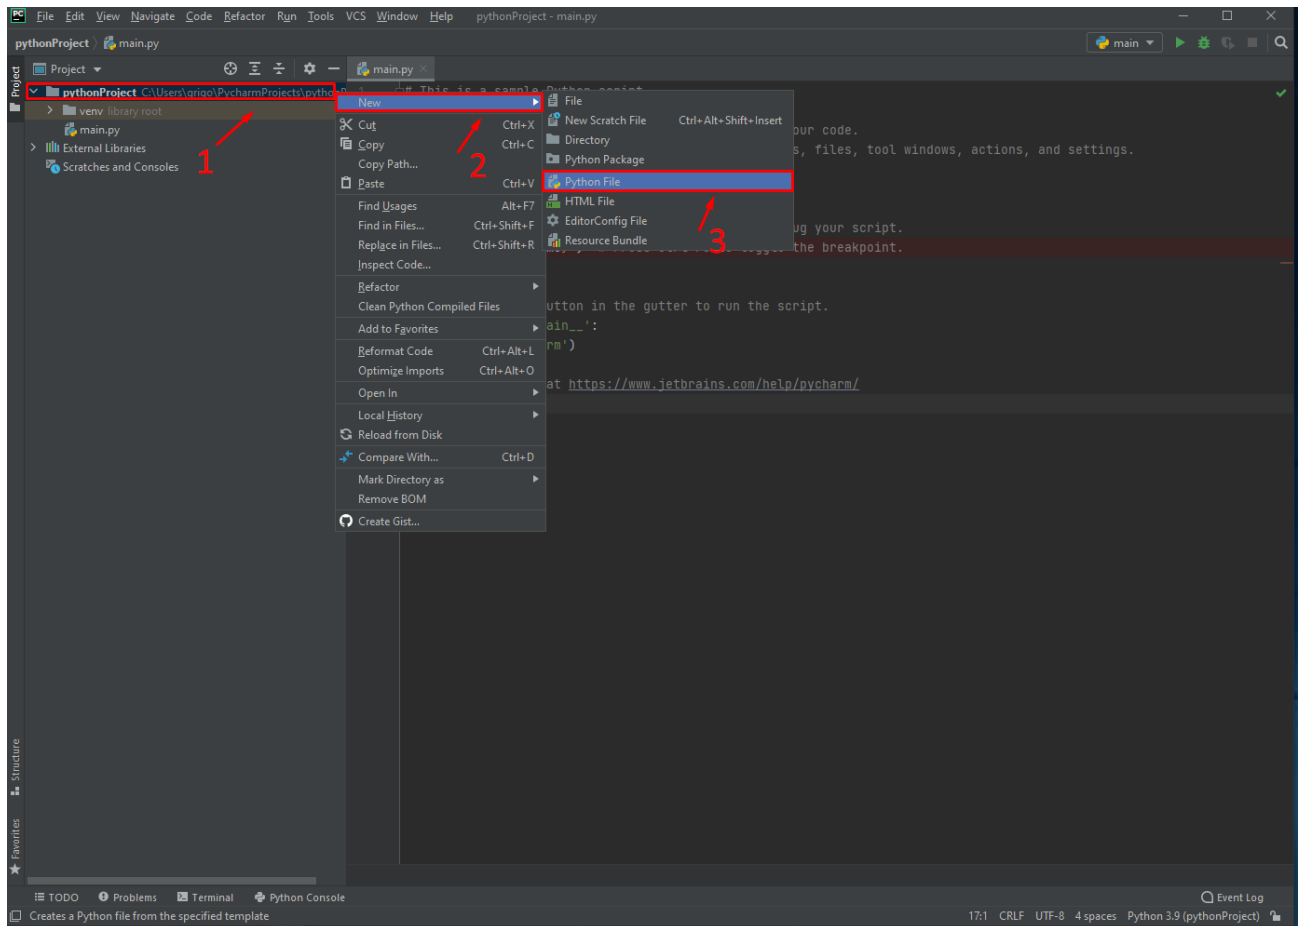 PC File Edit View Navigate Code Refactor Run Tools VCS Window Help pythonProject - main.py
pythonProject main.py main
Project main.py
Project
pythonProject C:\Users\grigo\PycharmProjects\pytho
1 # This is a sample Python script
venv library root
main.py
External Libraries
Scratches and Consoles
1
New
Cut Ctrl+X
Copy Ctrl+C
Copy Path...
Paste Ctrl+V
Find Usages Alt+F7
Find in Files... Ctrl+Shift+F
Replace in Files... Ctrl+Shift+R
Inspect Code...
Refactor
Clean Python Compiled Files
Add to Favorites
Reformat Code Ctrl+Alt+L
Optimize Imports Ctrl+Alt+O
Open In
Local History
Reload from Disk
Compare With... Ctrl+D
Mark Directory as
Remove BOM
Create Gist...
2
File
New Scratch File Ctrl+Alt+Shift+Insert
Directory
Python Package
Python File
HTML File
EditorConfig File
Resource Bundle
3
ur code.
s, files, tool windows, actions, and settings.
ug your script.
the breakpoint.
utton in the gutter to run the script.
ain__':
rm')
at https://www.jetbrains.com/help/pycharm/
Structure
Favorites
TODO Problems Terminal Python Console Event Log
Creates a Python file from the specified template 17:1 CRLF UTF-8 4 spaces Python 3.9 (pythonProject)